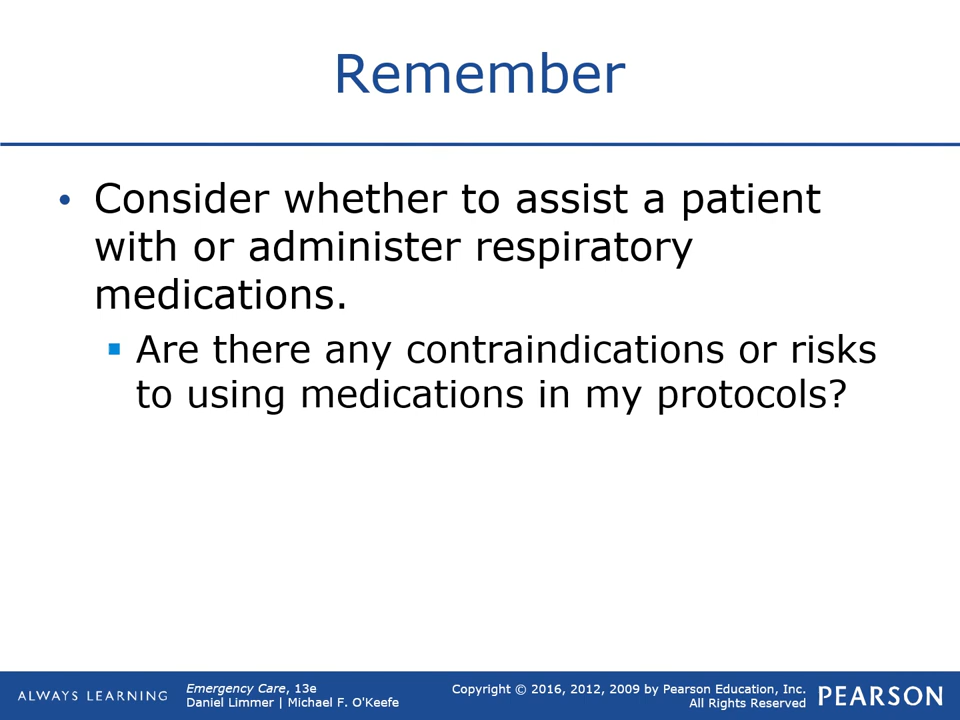 Remember
• Consider whether to assist a patient
with or administer respiratory
medications.
▪ Are there any contraindications or risks
to using medications in my protocols?
ALWAYS LEARNING
Emergency Care, 13e
Daniel Limmer | Michael F. O'Keefe
Copyright © 2016, 2012, 2009 by Pearson Education, Inc.
All Rights Reserved
PEARSON